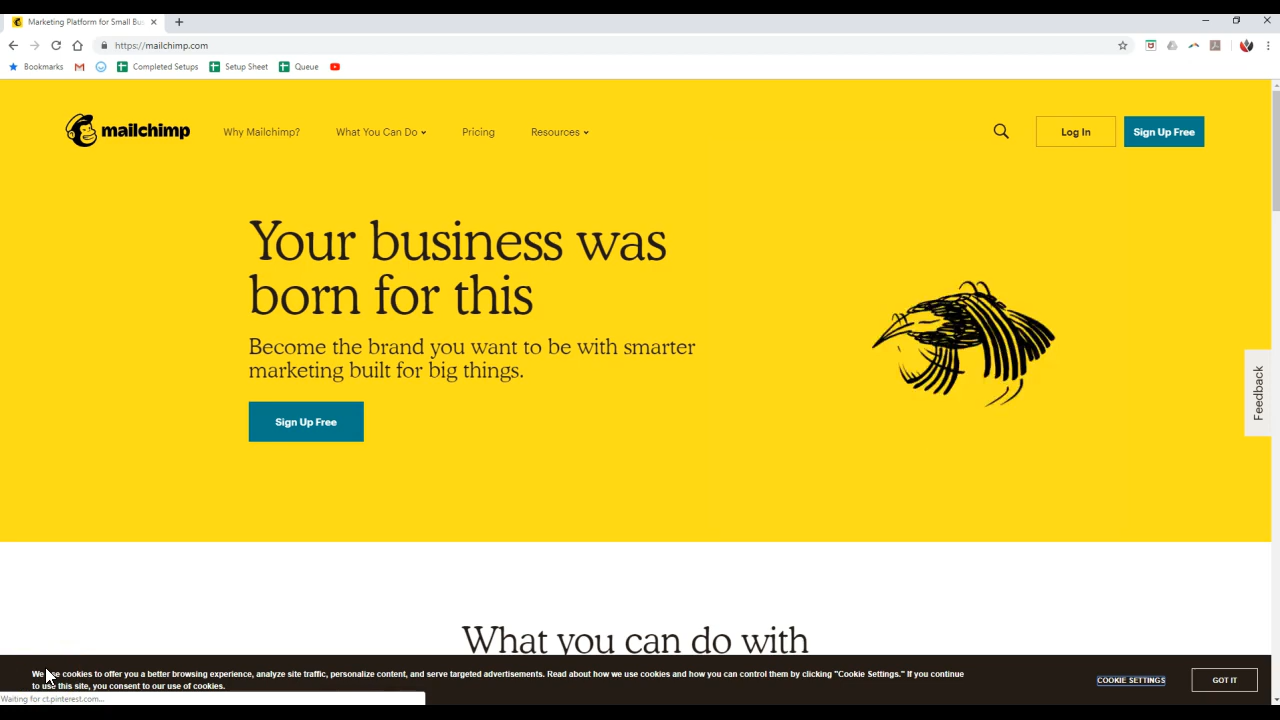 Marketing Platform for Small Bus
https://mailchimp.com
Bookmarks Completed Setups Setup Sheet Queue
mailchimp Why Mailchimp? What You Can Do Pricing Resources Log In Sign Up Free
Your business was
born for this
Become the brand you want to be with smarter
marketing built for big things.
Sign Up Free
Feedback
What you can do with
We use cookies to offer you a better browsing experience, analyze site traffic, personalize content, and serve targeted advertisements. Read about how we use cookies and how you can control them by clicking "Cookie Settings." If you continue
to use this site, you consent to our use of cookies.
COOKIE SETTINGS GOT IT
Waiting for ct.pinterest.com...